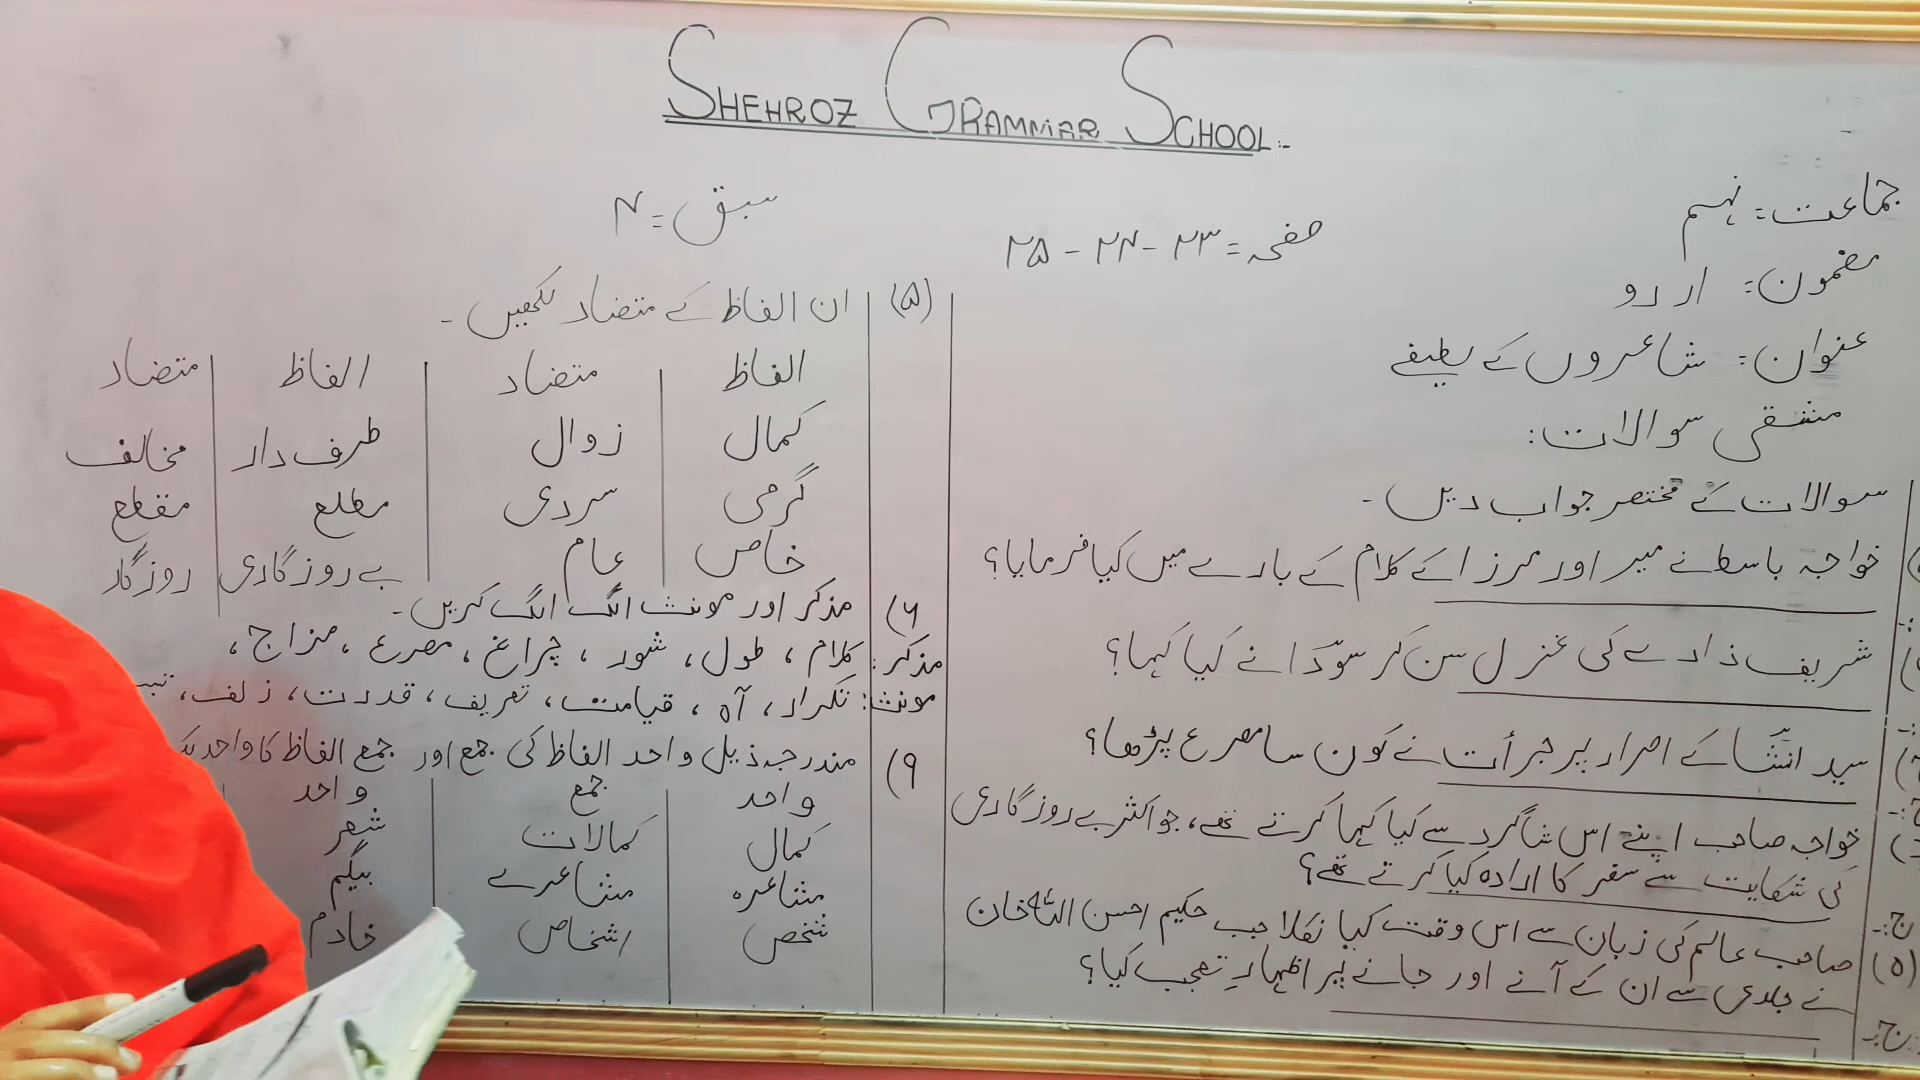 SHEHROZ GRAMMAR SCHOOL:-
جماعت: نہم
سبق = ۴
صفحہ = ۲۳ - ۲۴ - ۲۵
مضمون: اردو
عنوان: شاعروں کے لطیفے
مشقی سوالات:
سوالات کے مختصر جواب دیں۔
خواجہ باسط نے میر اور مرزا کے کلام کے بارے میں کیا فرمایا؟
شریف زادے کی غزل سن کر سوؔدا نے کیا کہا؟
سید انشؔا کے اصرار پر جرأت نے کون سا مصرع پڑھا؟
خواجہ صاحب اپنے اس شاگرد سے کیا کہا کرتے تھے، جو اکثر بے روزگاری
کی شکایت سے سفر کا ارادہ کیا کرتے تھے؟
ج:-
(۵) صاحب عالم کی زبان سے اس وقت کیا نکلا جب حکیم احسن اللہ خان
نے جلدی سے ان کے آنے اور جانے پر اظہارِ تعجب کیا؟
ج:
(۵) ان الفاظ کے متضاد لکھیں۔
الفاظ متضاد الفاظ متضاد
کمال زوال طرف دار مخالف
گرمی سردی مطلع مقطع
خاص عام بے روزگاری روزگار
۶) مذکر اور مونث الگ الگ کریں۔
مذکر: کلام، طول، شور، چراغ، مصرع، مزاج،
مونث: تکرار، آہ، قیامت، تعریف، قدرت، زلف،
۹) مندرجہ ذیل واحد الفاظ کی جمع اور جمع الفاظ کا واحد
واحد جمع واحد
کمال کمالات شعر
مشاعرہ مشاعرے بیگم
شخص اشخاص خادم